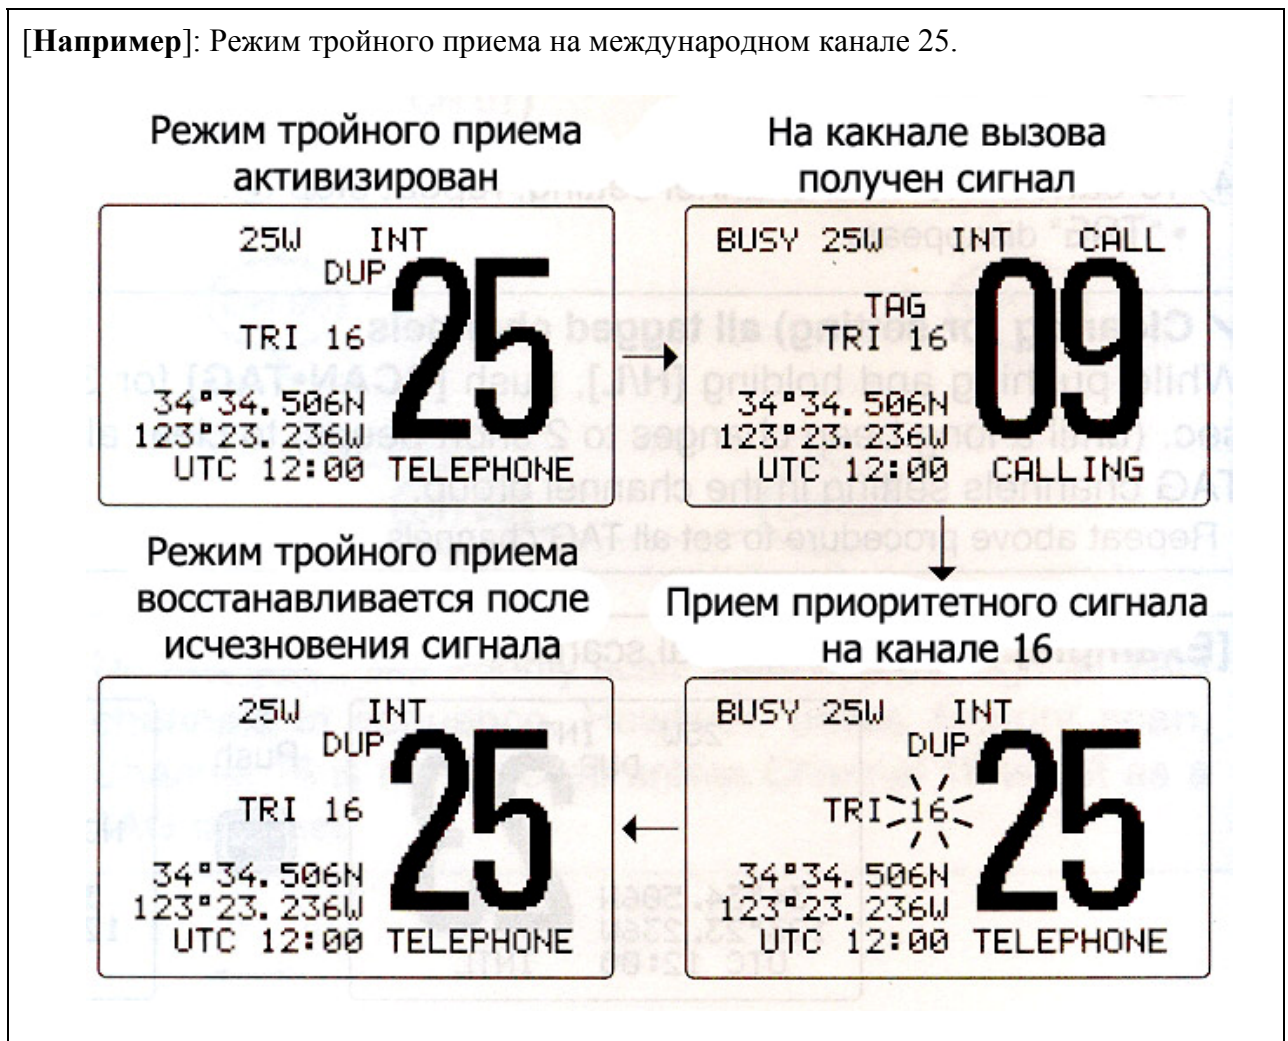 [Например]: Режим тройного приема на международном канале 25.
Режим тройного приема
активизирован
25W INT
DUP
25
TRI 16
34°34.506N
123°23.236W
UTC 12:00 TELEPHONE
На какнале вызова
получен сигнал
BUSY 25W INT CALL
09
TAG
TRI 16
34°34.506N
123°23.236W
UTC 12:00 CALLING
Прием приоритетного сигнала
на канале 16
BUSY 25W INT
DUP
25
TRI 16
34°34.506N
123°23.236W
UTC 12:00 TELEPHONE
Режим тройного приема
восстанавливается после
исчезновения сигнала
25W INT
DUP
25
TRI 16
34°34.506N
123°23.236W
UTC 12:00 TELEPHONE